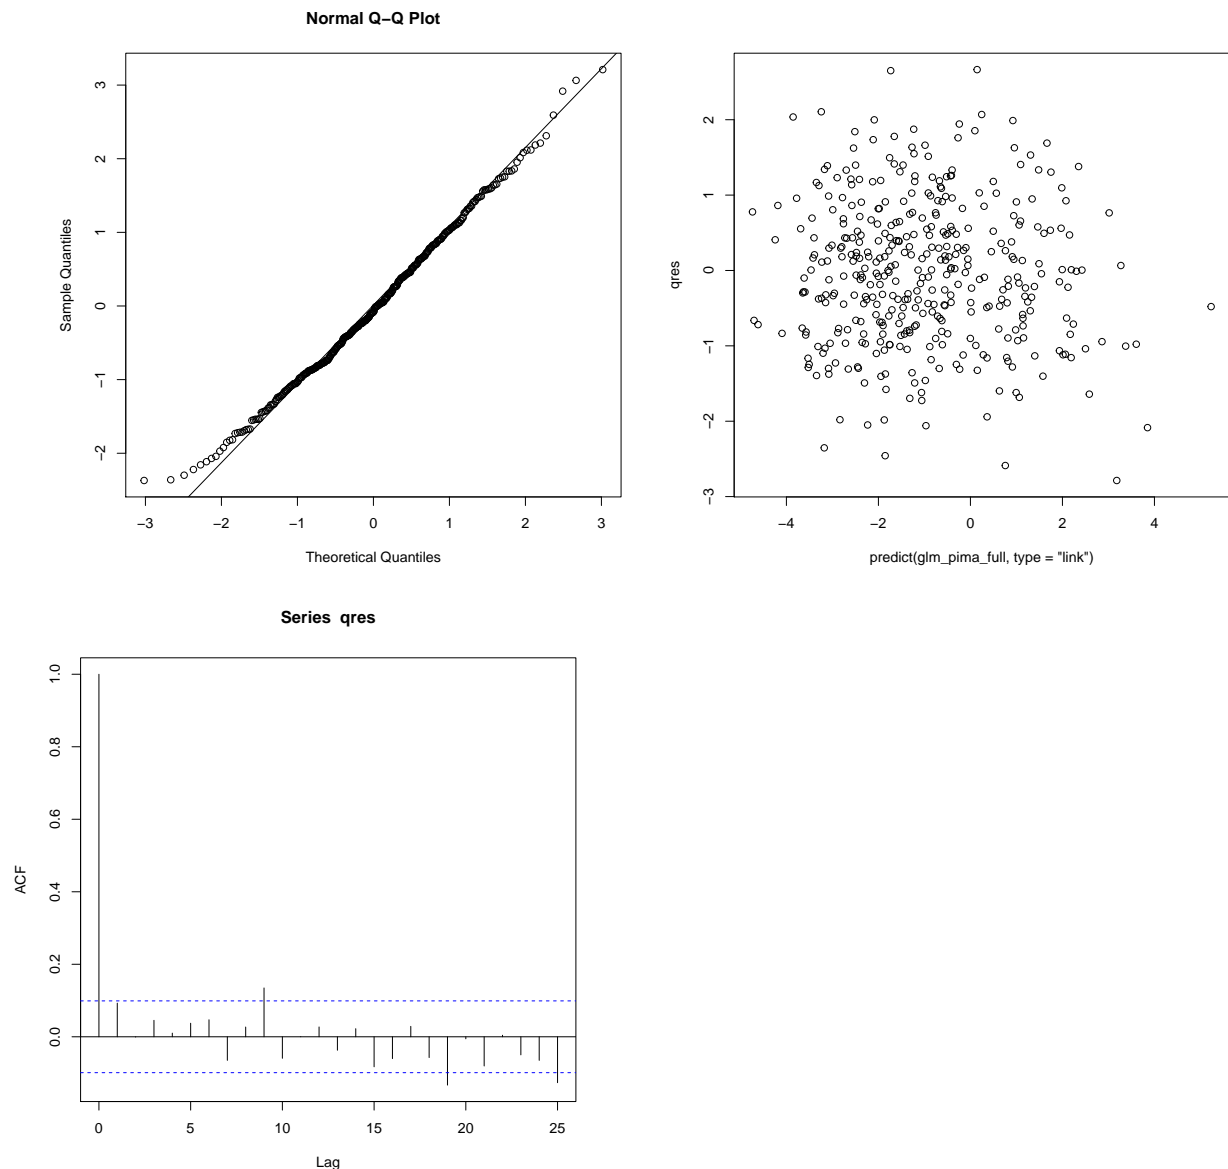 Normal Q−Q Plot
Sample Quantiles
3
2
1
0
−1
−2
−3 −2 −1 0 1 2 3
Theoretical Quantiles
qres
2
1
0
−1
−2
−3
−4 −2 0 2 4
predict(glm_pima_full, type = "link")
Series qres
ACF
1.0
0.8
0.6
0.4
0.2
0.0
0 5 10 15 20 25
Lag